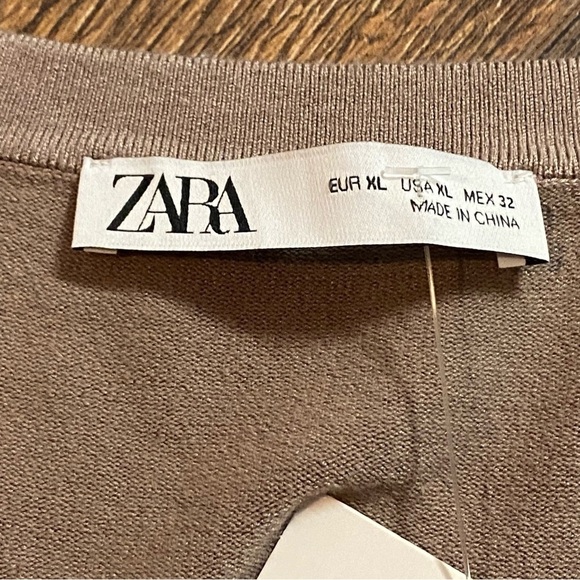 ZARA
EUR XL USA XL MEX 32
MADE IN CHINA